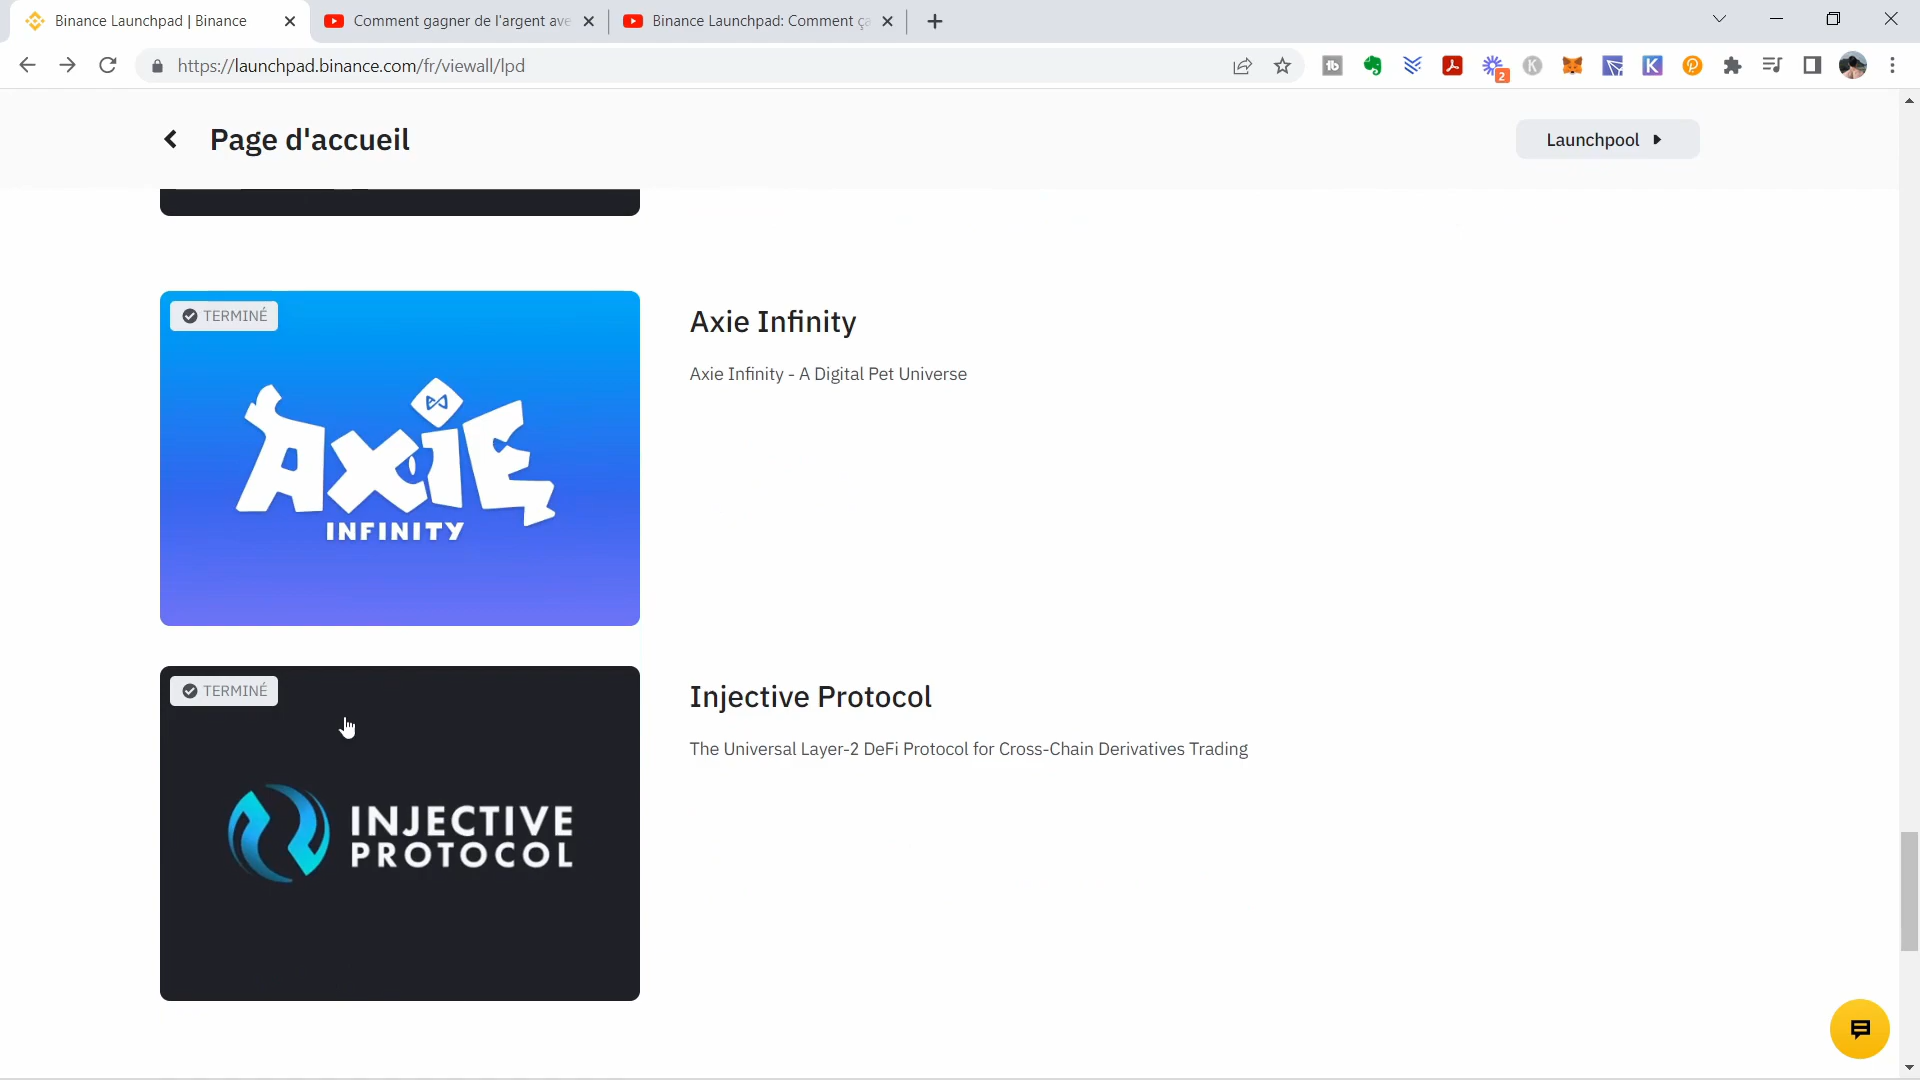 Binance Launchpad | Binance
Comment gagner de l'argent ave
Binance Launchpad: Comment ça
https://launchpad.binance.com/fr/viewall/lpd
2
Page d'accueil
Launchpool
TERMINÉ
AXIE
INFINITY
Axie Infinity
Axie Infinity - A Digital Pet Universe
TERMINÉ
INJECTIVE
PROTOCOL
Injective Protocol
The Universal Layer-2 DeFi Protocol for Cross-Chain Derivatives Trading